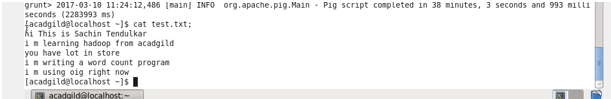 grunt> 2017-03-10 11:24:12,486 [main] INFO  org.apache.pig.Main - Pig script completed in 38 minutes, 3 seconds and 993 milli
seconds (2283993 ms)
[acadgild@localhost ~]$ cat test.txt;
hi This is Sachin Tendulkar
i m learning hadoop from acadgild
you have lot in store
i m writing a word count program
i m using oig right now
[acadgild@localhost ~]$
acadgild@localhost:~